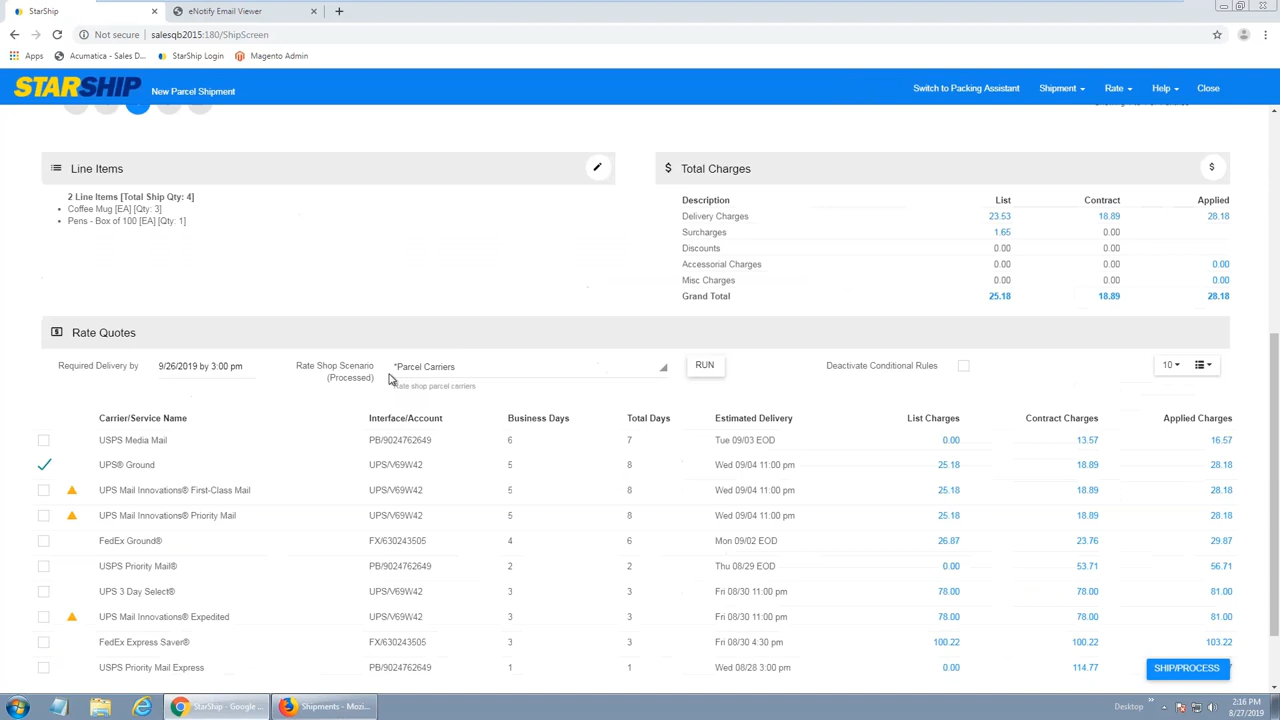 StarShip
eNotify Email Viewer
Not secure salesqb2015:180/ShipScreen
Apps Acumatica - Sales D... StarShip Login Magento Admin
STARSHIP New Parcel Shipment Switch to Packing Assistant Shipment Rate Help Close
Line Items
2 Line Items [Total Ship Qty: 4]
Coffee Mug [EA] [Qty: 3]
Pens - Box of 100 [EA] [Qty: 1]
Total Charges
Description List Contract Applied
Delivery Charges 23.53 18.89 28.18
Surcharges 1.65 0.00
Discounts 0.00 0.00
Accessorial Charges 0.00 0.00 0.00
Misc Charges 0.00 0.00 0.00
Grand Total 25.18 18.89 28.18
Rate Quotes
Required Delivery by 9/26/2019 by 3:00 pm Rate Shop Scenario (Processed) *Parcel Carriers RUN Deactivate Conditional Rules 10
Rate shop parcel carriers
Carrier/Service Name Interface/Account Business Days Total Days Estimated Delivery List Charges Contract Charges Applied Charges
USPS Media Mail PB/9024762649 6 7 Tue 09/03 EOD 0.00 13.57 16.57
UPS® Ground UPS/V69W42 5 8 Wed 09/04 11:00 pm 25.18 18.89 28.18
UPS Mail Innovations® First-Class Mail UPS/V69W42 5 8 Wed 09/04 11:00 pm 25.18 18.89 28.18
UPS Mail Innovations® Priority Mail UPS/V69W42 5 8 Wed 09/04 11:00 pm 25.18 18.89 28.18
FedEx Ground® FX/630243505 4 6 Mon 09/02 EOD 26.87 23.76 29.87
USPS Priority Mail® PB/9024762649 2 2 Thu 08/29 EOD 0.00 53.71 56.71
UPS 3 Day Select® UPS/V69W42 3 3 Fri 08/30 11:00 pm 78.00 78.00 81.00
UPS Mail Innovations® Expedited UPS/V69W42 3 3 Fri 08/30 11:00 pm 78.00 78.00 81.00
FedEx Express Saver® FX/630243505 3 3 Fri 08/30 4:30 pm 100.22 100.22 103.22
USPS Priority Mail Express PB/9024762649 1 1 Wed 08/28 3:00 pm 0.00 114.77
SHIP/PROCESS
StarShip - Google ... Shipments - Mozi... Desktop 2:16 PM
8/27/2019